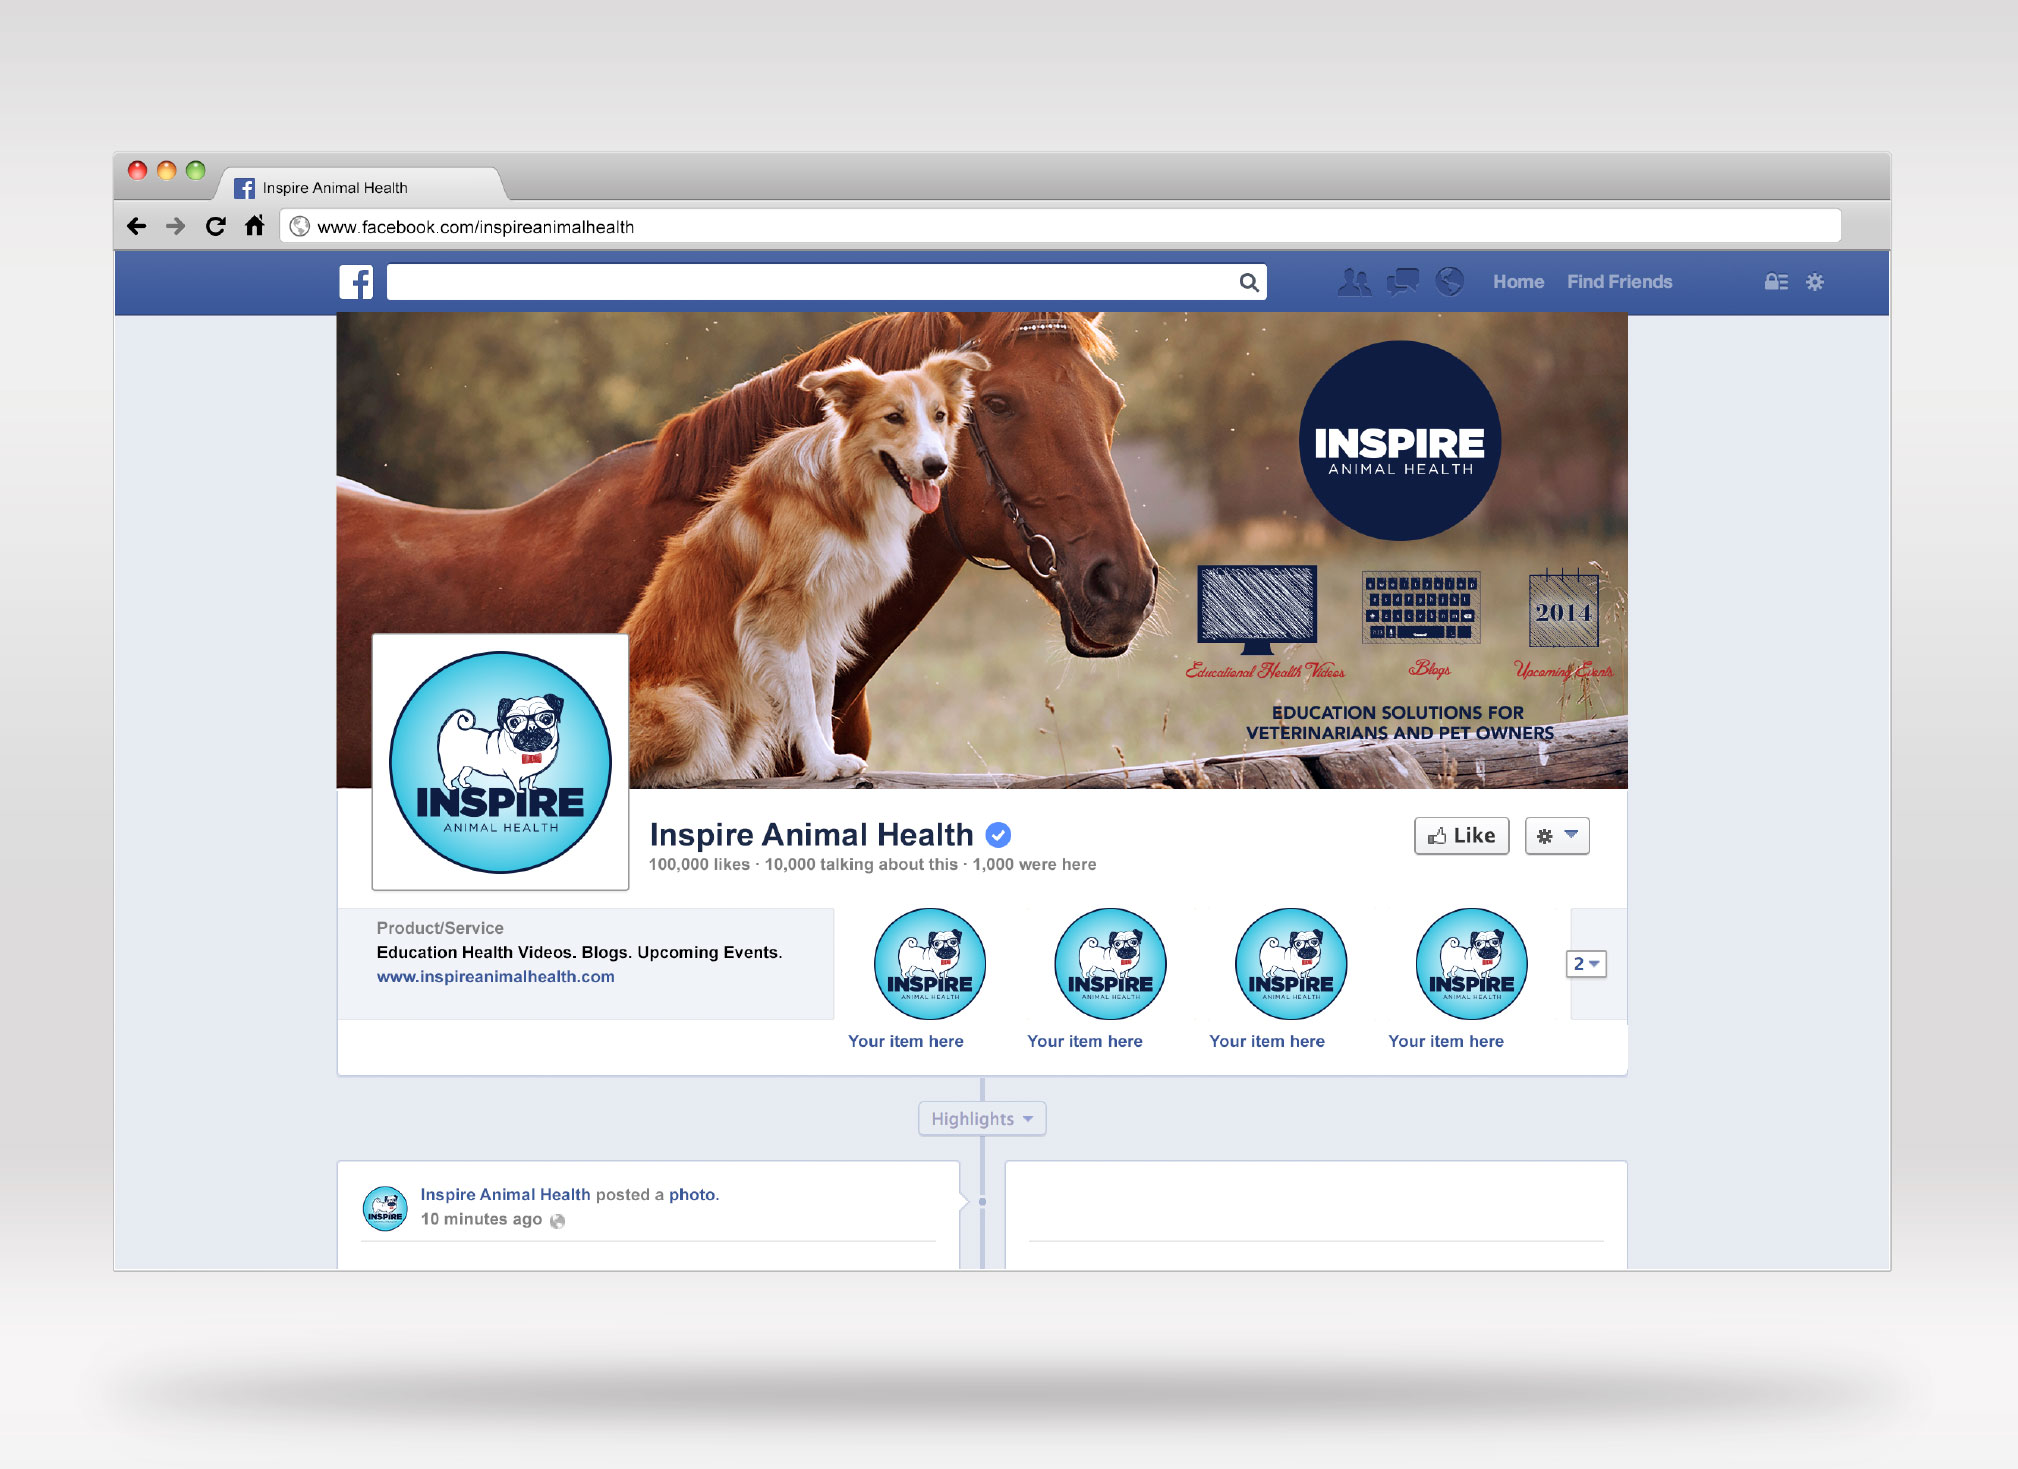 Inspire Animal Health
www.facebook.com/inspireanimalhealth
Home Find Friends
INSPIRE
ANIMAL HEALTH
2014
Educational Health Videos
Blogs
Upcoming Events
EDUCATION SOLUTIONS FOR
VETERINARIANS AND PET OWNERS
INSPIRE
ANIMAL HEALTH
Inspire Animal Health
100,000 likes · 10,000 talking about this · 1,000 were here
Like
Product/Service
Education Health Videos. Blogs. Upcoming Events.
www.inspireanimalhealth.com
INSPIRE
ANIMAL HEALTH
INSPIRE
ANIMAL HEALTH
INSPIRE
ANIMAL HEALTH
INSPIRE
ANIMAL HEALTH
2
Your item here
Your item here
Your item here
Your item here
Highlights
INSPIRE
Inspire Animal Health posted a photo.
10 minutes ago